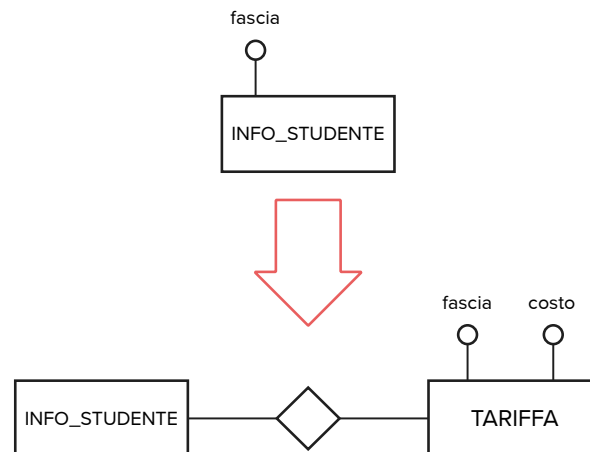 fascia
INFO_STUDENTE
fascia costo
INFO_STUDENTE
TARIFFA